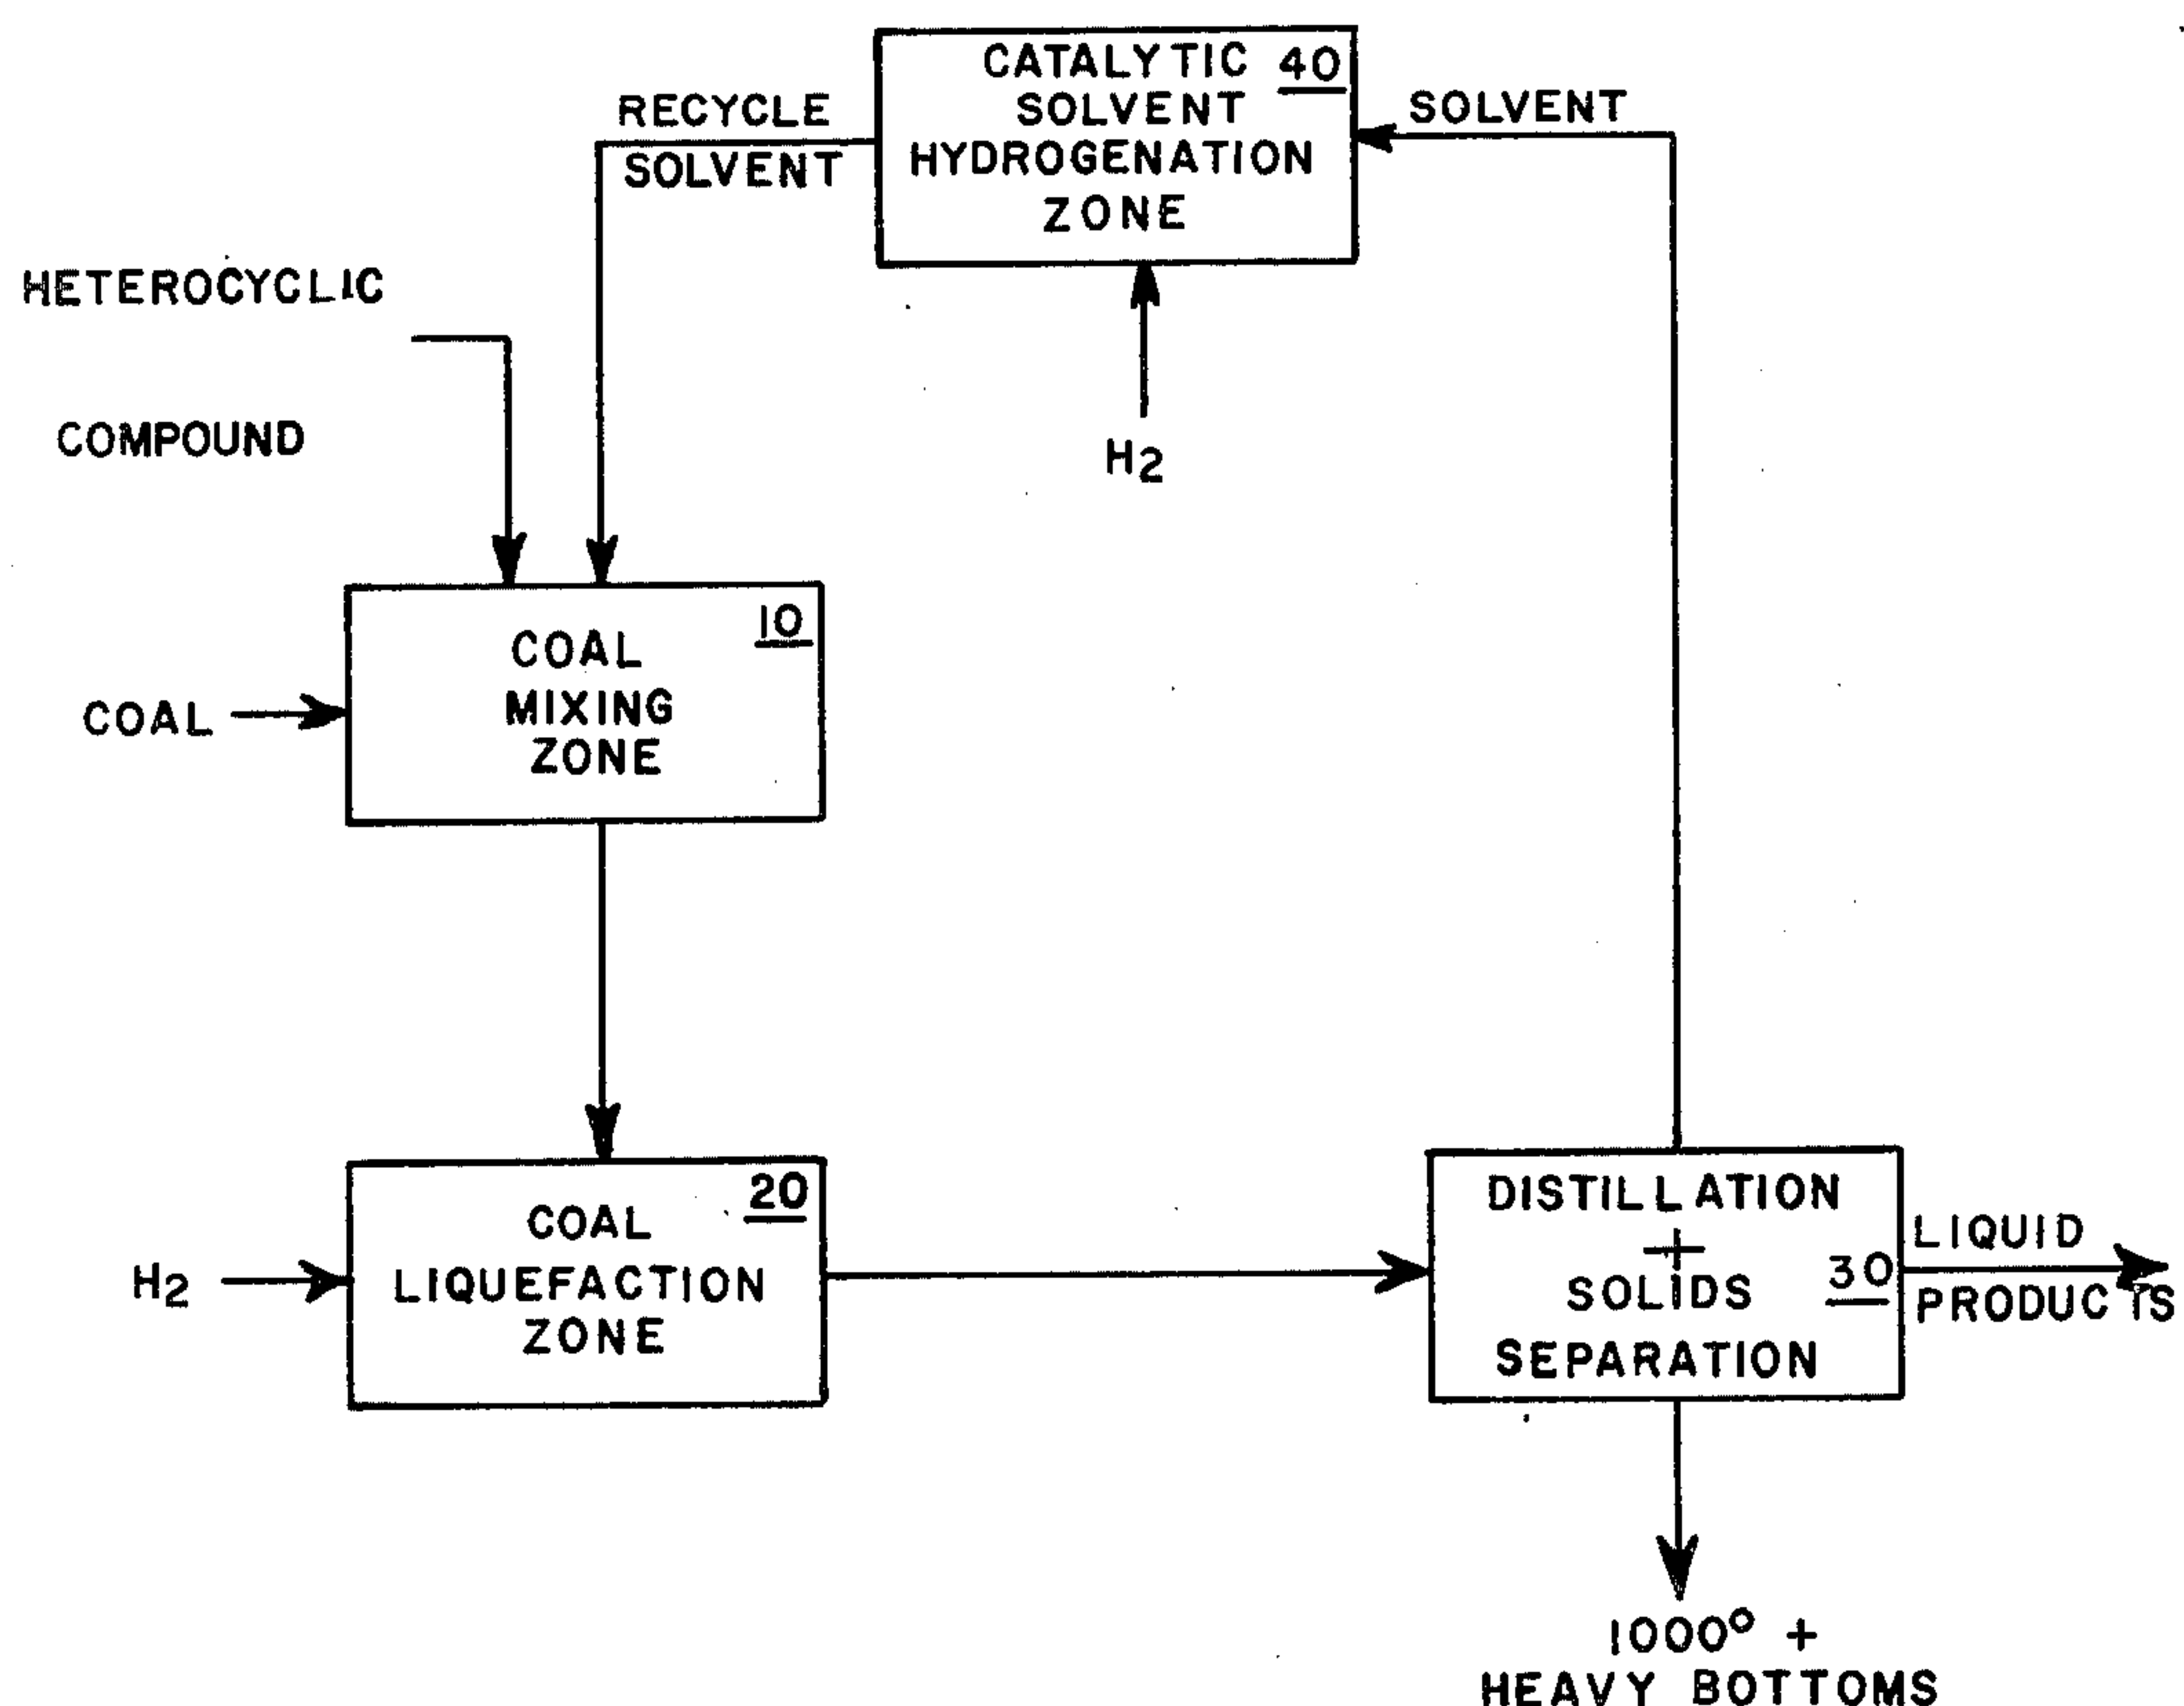 CATALYTIC 40
SOLVENT
HYDROGENATION
ZONE
RECYCLE
SOLVENT
SOLVENT
HETEROCYCLIC
COMPOUND
H2
10
COAL
MIXING
ZONE
COAL
20
COAL
LIQUEFACTION
ZONE
H2
DISTILLATION
+
SOLIDS
SEPARATION
30
LIQUID
PRODUCTS
1000° +
HEAVY BOTTOMS